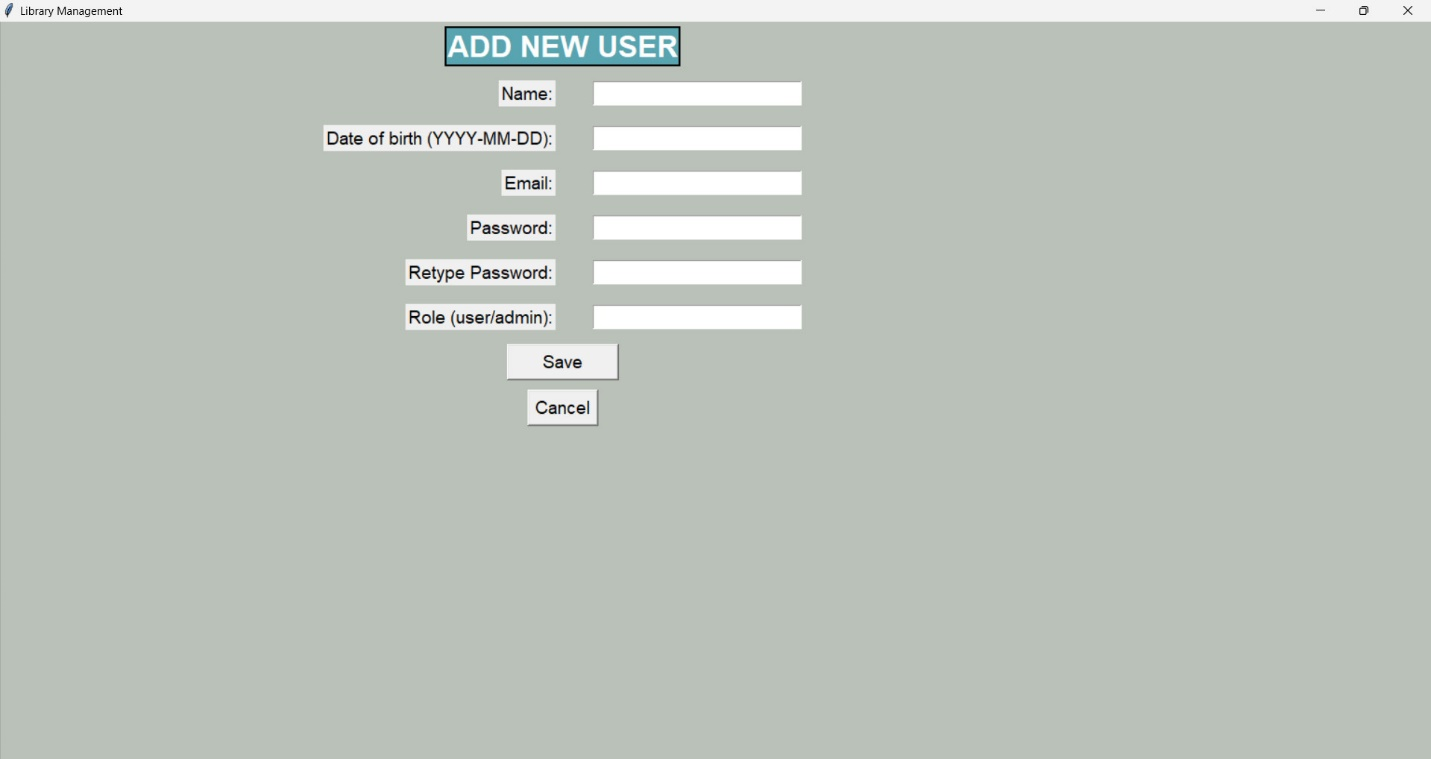 Library Management
ADD NEW USER
Name:
Date of birth (YYYY-MM-DD):
Email:
Password:
Retype Password:
Role (user/admin):
Save
Cancel